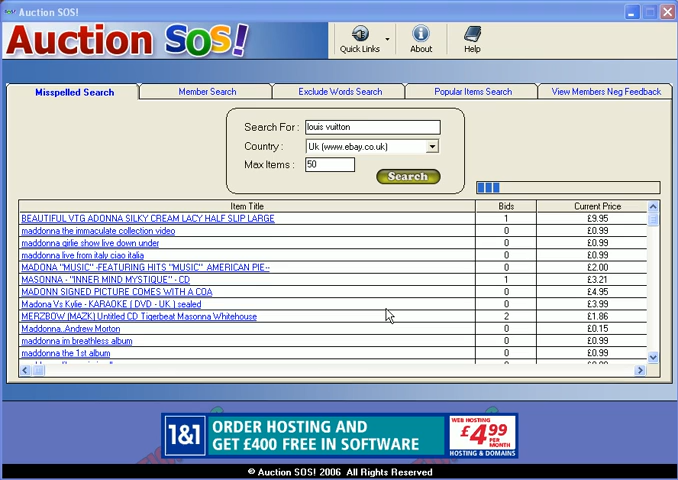 Auction SOS!
Auction SOS!
Quick Links
About
Help
Misspelled Search
Member Search
Exclude Words Search
Popular Items Search
View Members Neg Feedback
Search For : louis vuitton
Country : Uk (www.ebay.co.uk)
Max Items : 50
Search
Item Title Bids Current Price
BEAUTIFUL VTG ADONNA SILKY CREAM LACY HALF SLIP LARGE 1 £9.95
maddonna the immaculate collection video 0 £0.99
maddonna girlie show live down under 0 £0.99
maddonna live from italy ciao italia 0 £0.99
MADONA "MUSIC" -FEATURING HITS "MUSIC" AMERICAN PIE-- 0 £2.00
MASONNA - "INNER MIND MYSTIQUE" - CD 1 £3.21
MADONN SIGNED PICTURE COMES WITH A COA 0 £4.95
Madona Vs Kylie - KARAOKE ( DVD - UK ) sealed 0 £3.99
MERZBOW (MAZK) Untitled CD Tigerbeat Masonna Whitehouse 2 £1.86
Maddonna..Andrew Morton 0 £0.15
maddonna im breathless album 0 £0.99
maddonna the 1st album 0 £0.99
1&1
ORDER HOSTING AND
GET £400 FREE IN SOFTWARE
WEB HOSTING
£4.99
PER MONTH
HOSTING & DOMAINS
© Auction SOS! 2006 All Rights Reserved